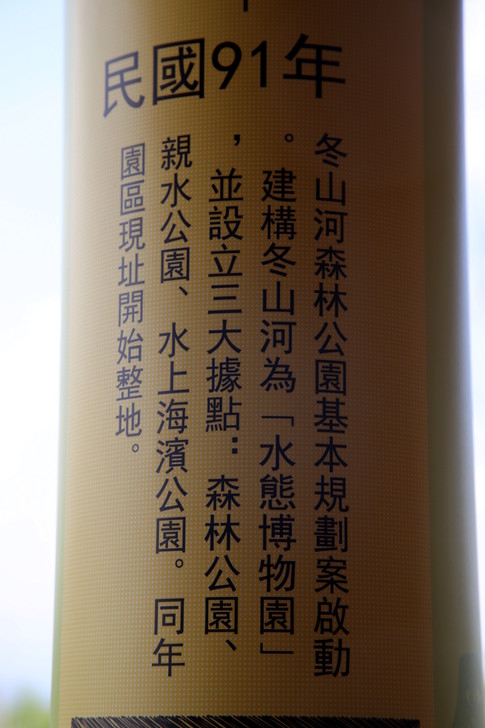 民國91年
冬山河森林公園基本規劃案啟動
。建構冬山河為「水態博物園」
，並設立三大據點：森林公園、
親水公園、水上海濱公園。同年
園區現址開始整地。